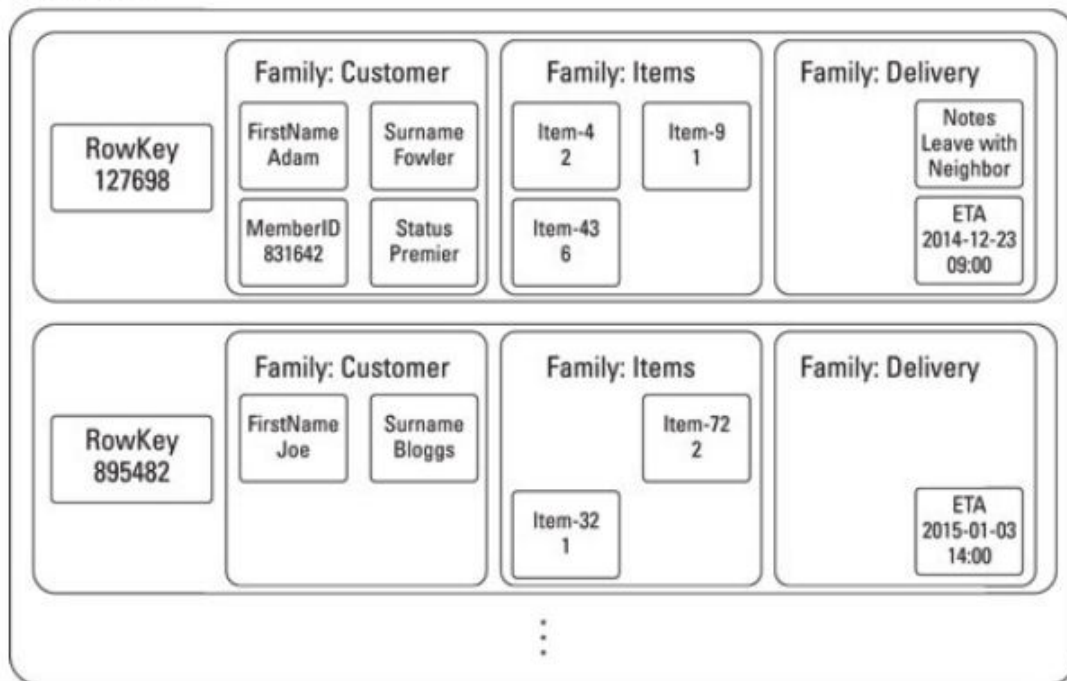 Family: Customer
Family: Items
Family: Delivery
RowKey
127698
FirstName
Adam
Surname
Fowler
MemberID
831642
Status
Premier
Item-4
2
Item-9
1
Item-43
6
Notes
Leave with
Neighbor
ETA
2014-12-23
09:00
Family: Customer
Family: Items
Family: Delivery
RowKey
895482
FirstName
Joe
Surname
Bloggs
Item-72
2
Item-32
1
ETA
2015-01-03
14:00